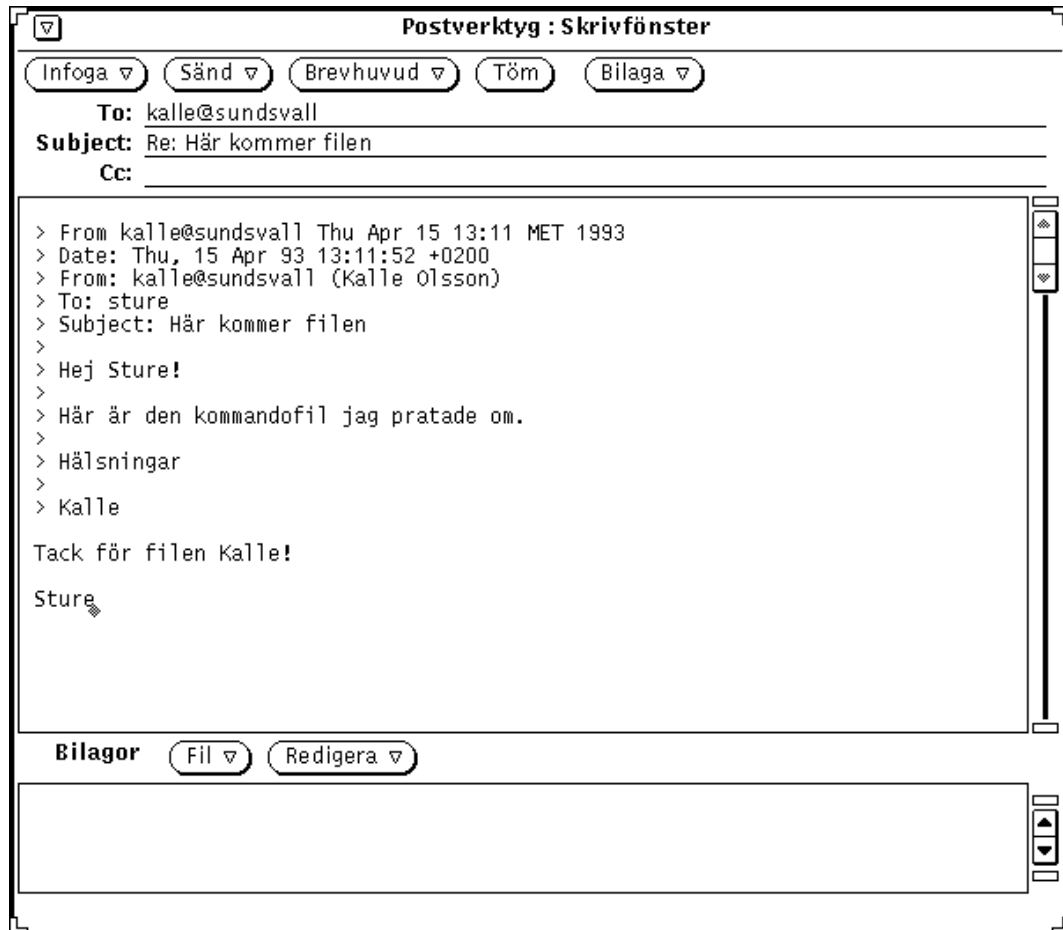 Postverktyg : Skrivfönster
Infoga Sänd Brevhuvud Töm Bilaga
To: kalle@sundsvall
Subject: Re: Här kommer filen
Cc:
> From kalle@sundsvall Thu Apr 15 13:11 MET 1993
> Date: Thu, 15 Apr 93 13:11:52 +0200
> From: kalle@sundsvall (Kalle Olsson)
> To: sture
> Subject: Här kommer filen
>
> Hej Sture!
>
> Här är den kommandofil jag pratade om.
>
> Hälsningar
>
> Kalle
Tack för filen Kalle!
Sture
Bilagor Fil Redigera